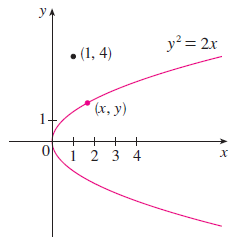 y
(1, 4)
y² = 2x
(x, y)
1
0
1 2 3 4
x